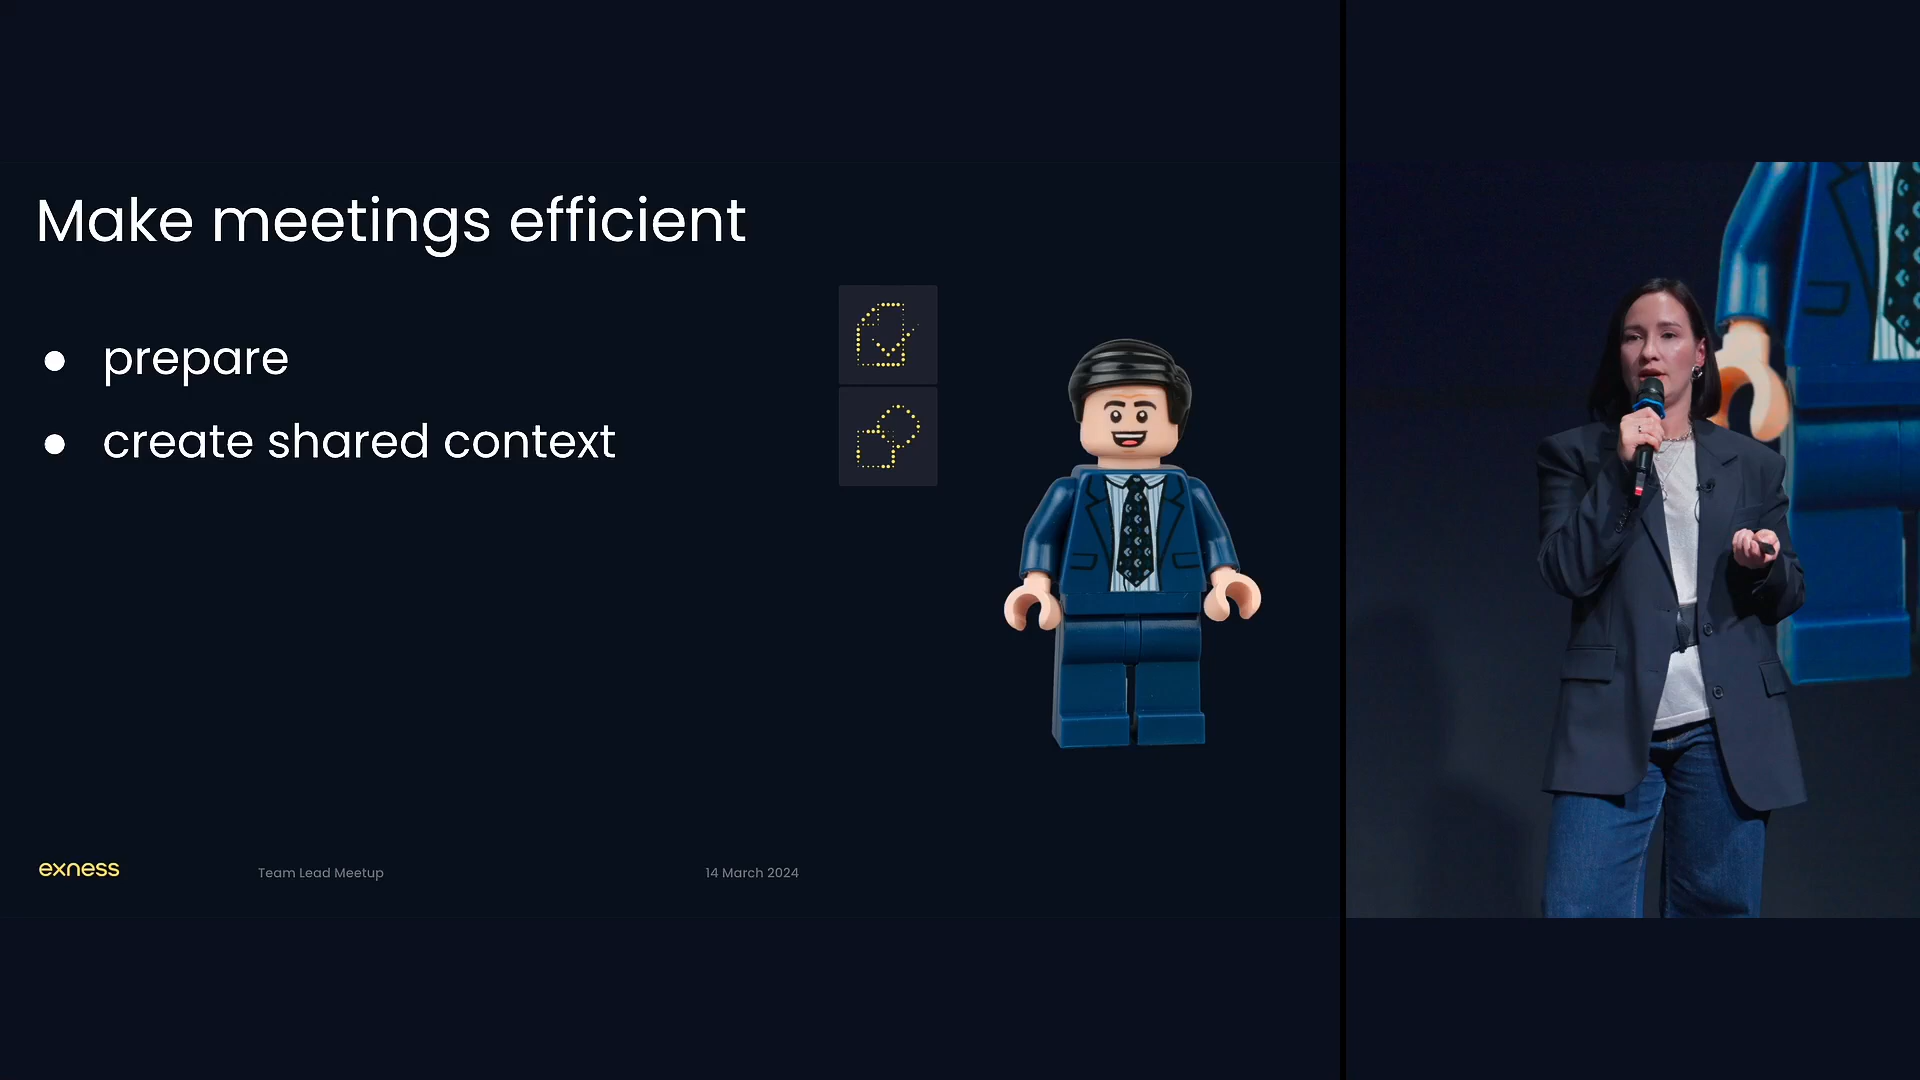 Make meetings efficient
● prepare
● create shared context
exness
Team Lead Meetup
14 March 2024